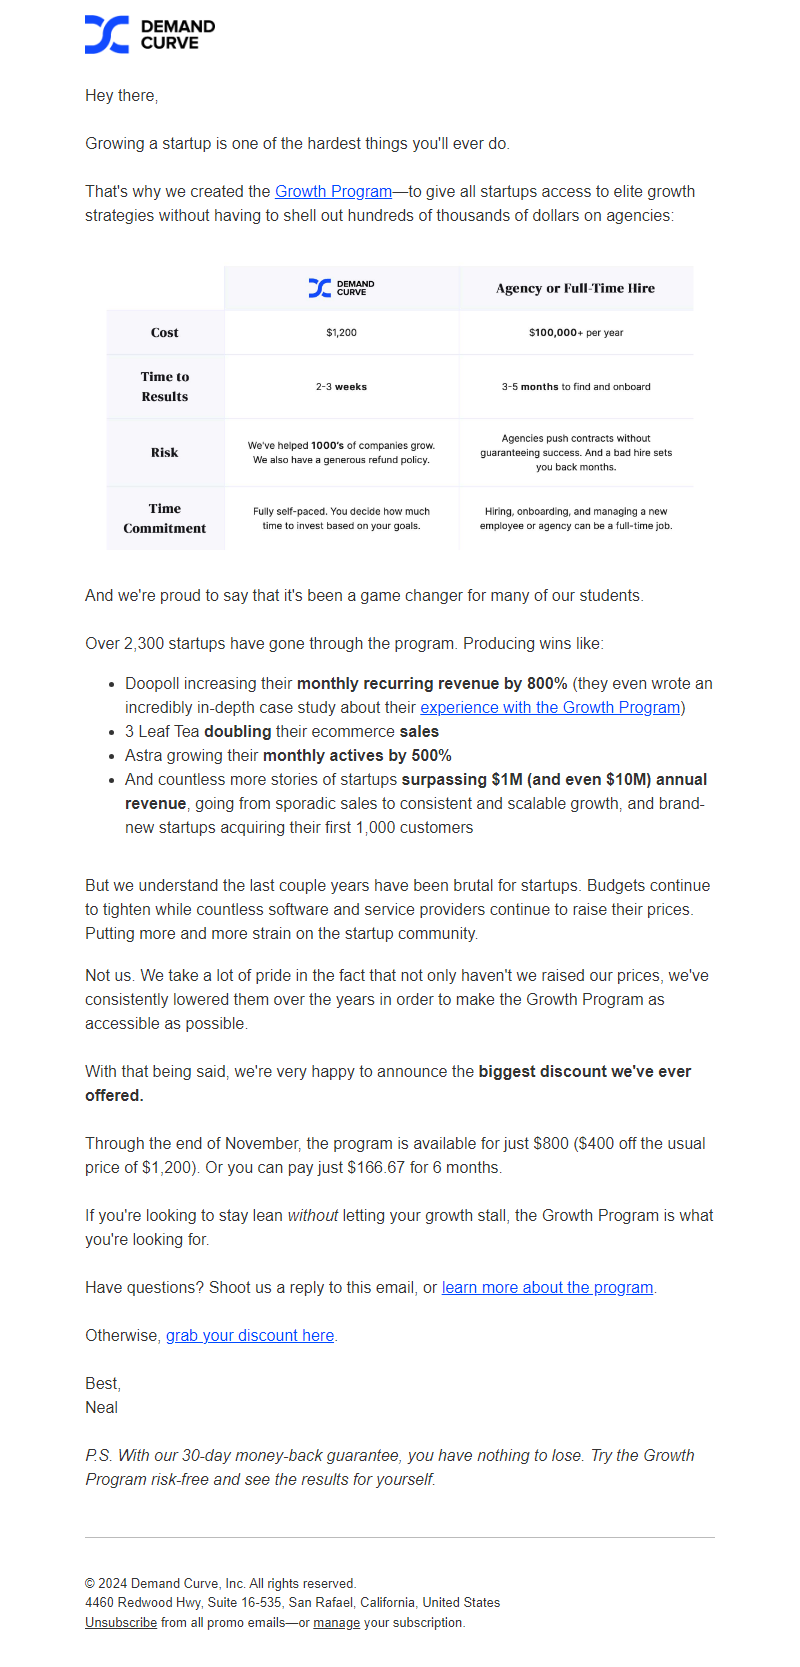 DEMAND
CURVE
Hey there,
Growing a startup is one of the hardest things you'll ever do.
That's why we created the Growth Program—to give all startups access to elite growth
strategies without having to shell out hundreds of thousands of dollars on agencies:
DEMAND
CURVE
Agency or Full-Time Hire
Cost
$1,200
$100,000+ per year
Time to
Results
2-3 weeks
3-5 months to find and onboard
Risk
We've helped 1000's of companies grow.
We also have a generous refund policy.
Agencies push contracts without
guaranteeing success. And a bad hire sets
you back months.
Time
Commitment
Fully self-paced. You decide how much
time to invest based on your goals.
Hiring, onboarding, and managing a new
employee or agency can be a full-time job.
And we're proud to say that it's been a game changer for many of our students.
Over 2,300 startups have gone through the program. Producing wins like:
• Doopoll increasing their monthly recurring revenue by 800% (they even wrote an
incredibly in-depth case study about their experience with the Growth Program)
• 3 Leaf Tea doubling their ecommerce sales
• Astra growing their monthly actives by 500%
• And countless more stories of startups surpassing $1M (and even $10M) annual
revenue, going from sporadic sales to consistent and scalable growth, and brand-
new startups acquiring their first 1,000 customers
But we understand the last couple years have been brutal for startups. Budgets continue
to tighten while countless software and service providers continue to raise their prices.
Putting more and more strain on the startup community.
Not us. We take a lot of pride in the fact that not only haven't we raised our prices, we've
consistently lowered them over the years in order to make the Growth Program as
accessible as possible.
With that being said, we're very happy to announce the biggest discount we've ever
offered.
Through the end of November, the program is available for just $800 ($400 off the usual
price of $1,200). Or you can pay just $166.67 for 6 months.
If you're looking to stay lean without letting your growth stall, the Growth Program is what
you're looking for.
Have questions? Shoot us a reply to this email, or learn more about the program.
Otherwise, grab your discount here.
Best,
Neal
P.S. With our 30-day money-back guarantee, you have nothing to lose. Try the Growth
Program risk-free and see the results for yourself.
© 2024 Demand Curve, Inc. All rights reserved.
4460 Redwood Hwy, Suite 16-535, San Rafael, California, United States
Unsubscribe from all promo emails—or manage your subscription.